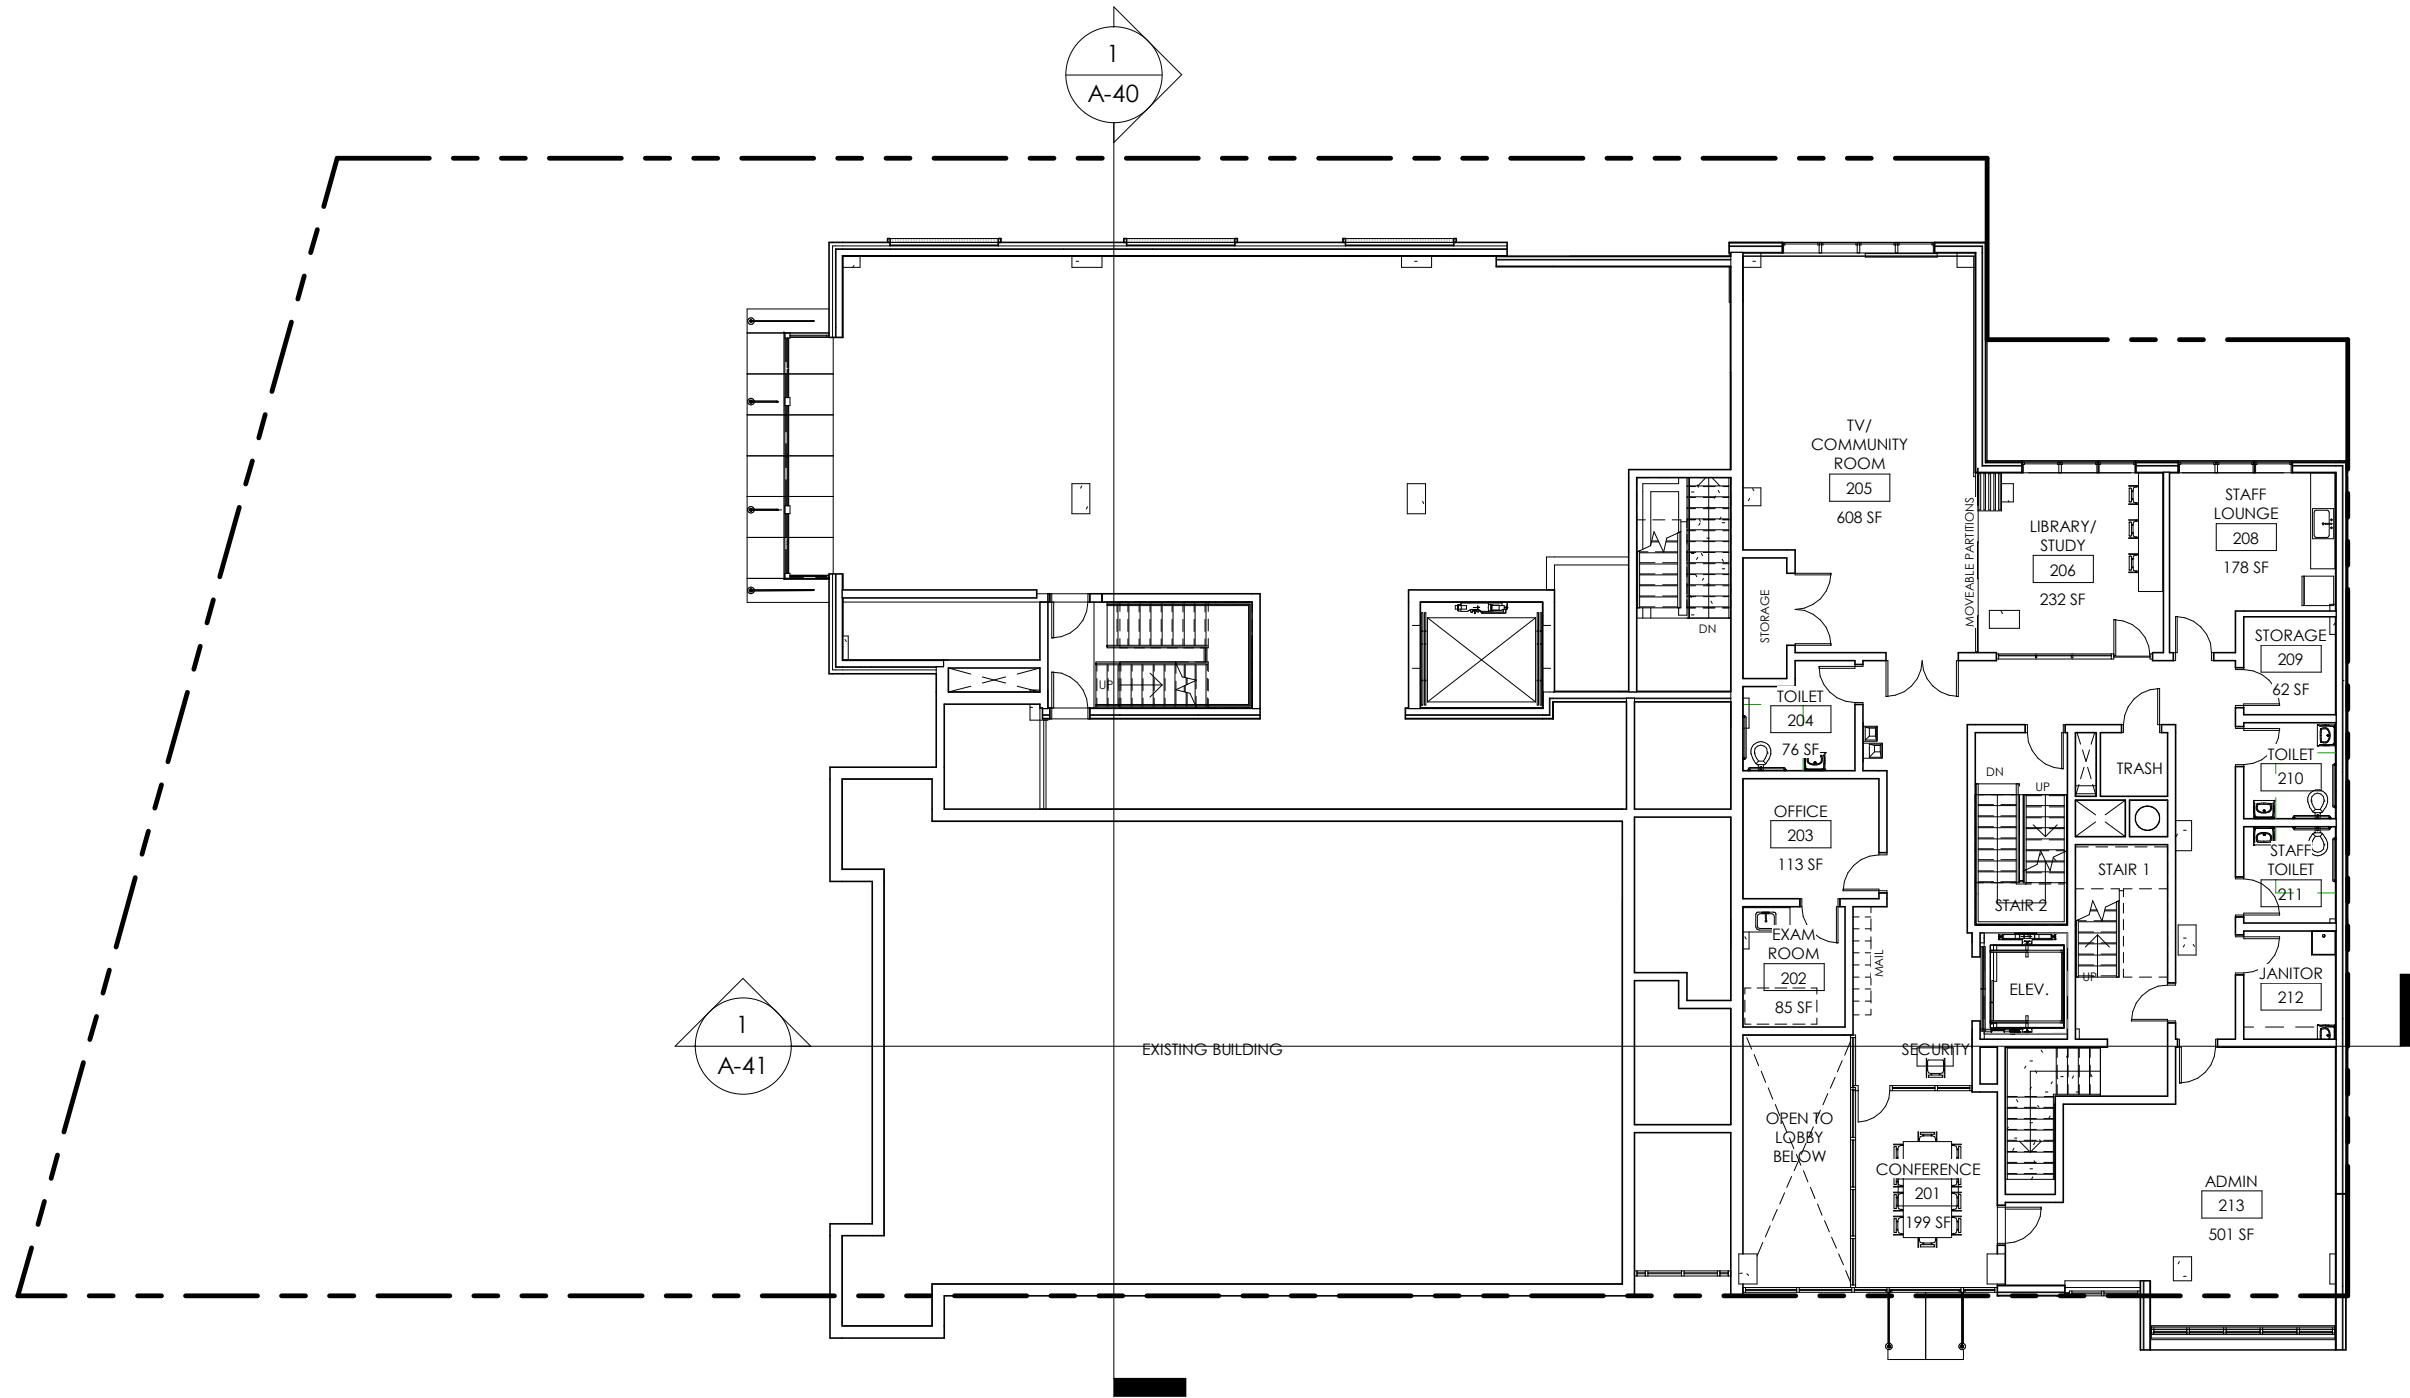 1
A-40
TV/
COMMUNITY
ROOM
205
608 SF
MOVEABLE PARTITIONS
LIBRARY/
STUDY
206
232 SF
STAFF
LOUNGE
208
178 SF
STORAGE
DN
STORAGE
209
62 SF
UP
TOILET
204
76 SF
DN
UP
TRASH
TOILET
210
OFFICE
203
113 SF
STAIR 1
STAFF
TOILET
211
STAIR 2
EXAM
ROOM
202
85 SF
MAIL
ELEV.
UP
JANITOR
212
1
A-41
EXISTING BUILDING
SECURITY
OPEN TO
LOBBY
BELOW
CONFERENCE
201
199 SF
ADMIN
213
501 SF